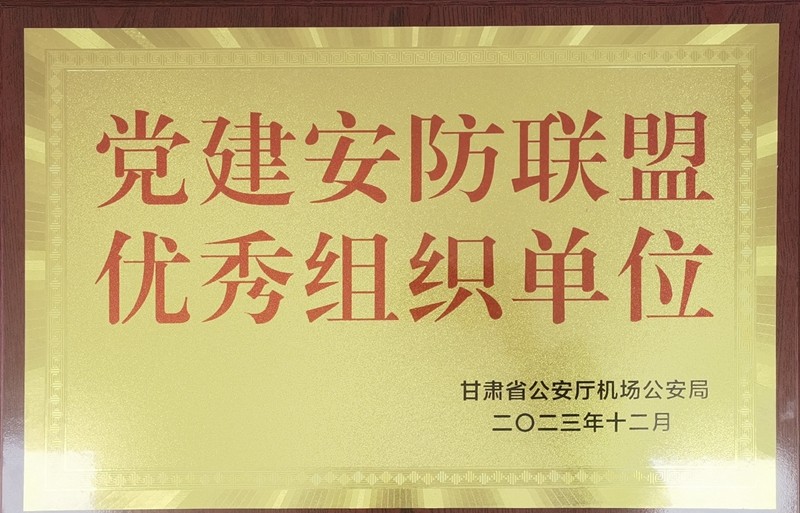 党建安防联盟
优秀组织单位
甘肃省公安厅机场公安局
二〇二三年十二月